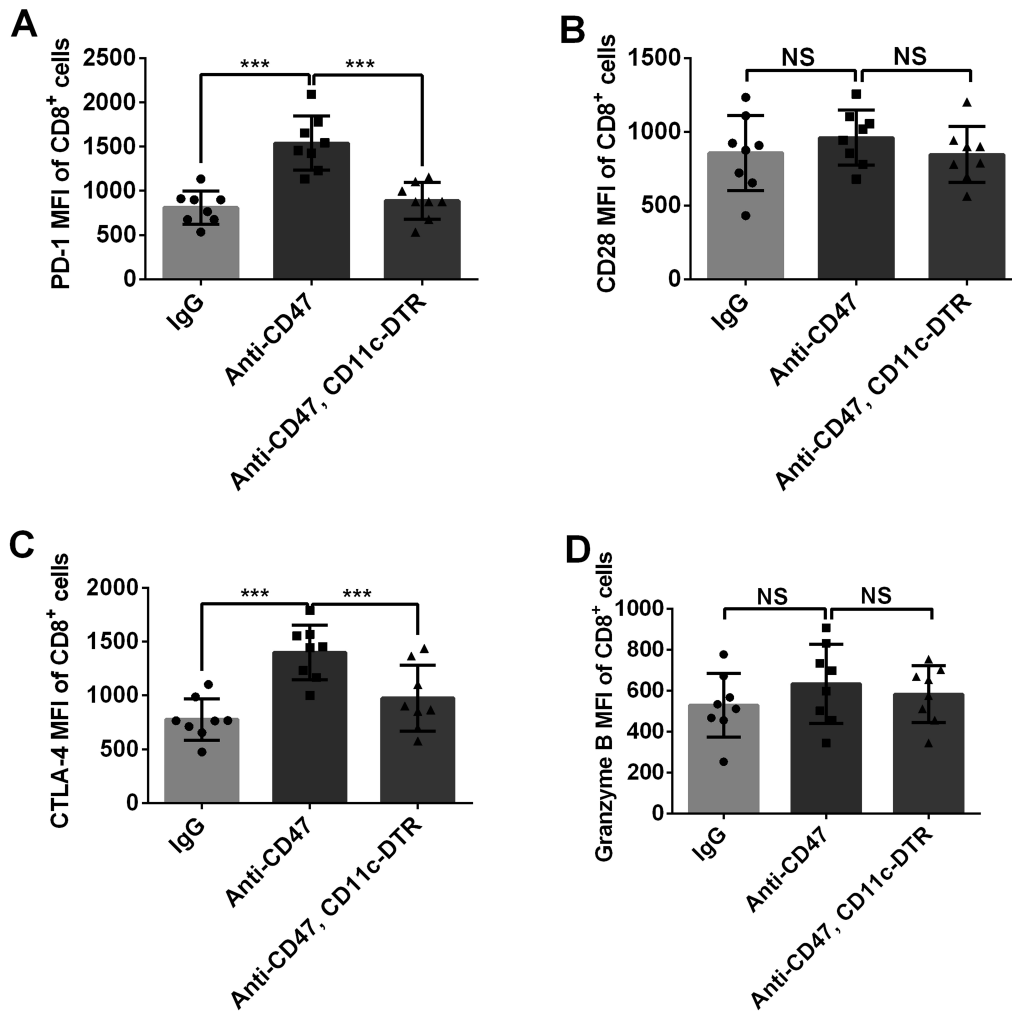 A
PD-1 MFI of CD8+ cells
2500
2000
1500
1000
500
0
***
***
IgG
Anti-CD47
Anti-CD47, CD11c-DTR
B
CD28 MFI of CD8+ cells
1500
1000
500
0
NS
NS
IgG
Anti-CD47
Anti-CD47, CD11c-DTR
C
CTLA-4 MFI of CD8+ cells
2000
1500
1000
500
0
***
***
IgG
Anti-CD47
Anti-CD47, CD11c-DTR
D
Granzyme B MFI of CD8+ cells
1000
800
600
400
200
0
NS
NS
IgG
Anti-CD47
Anti-CD47, CD11c-DTR